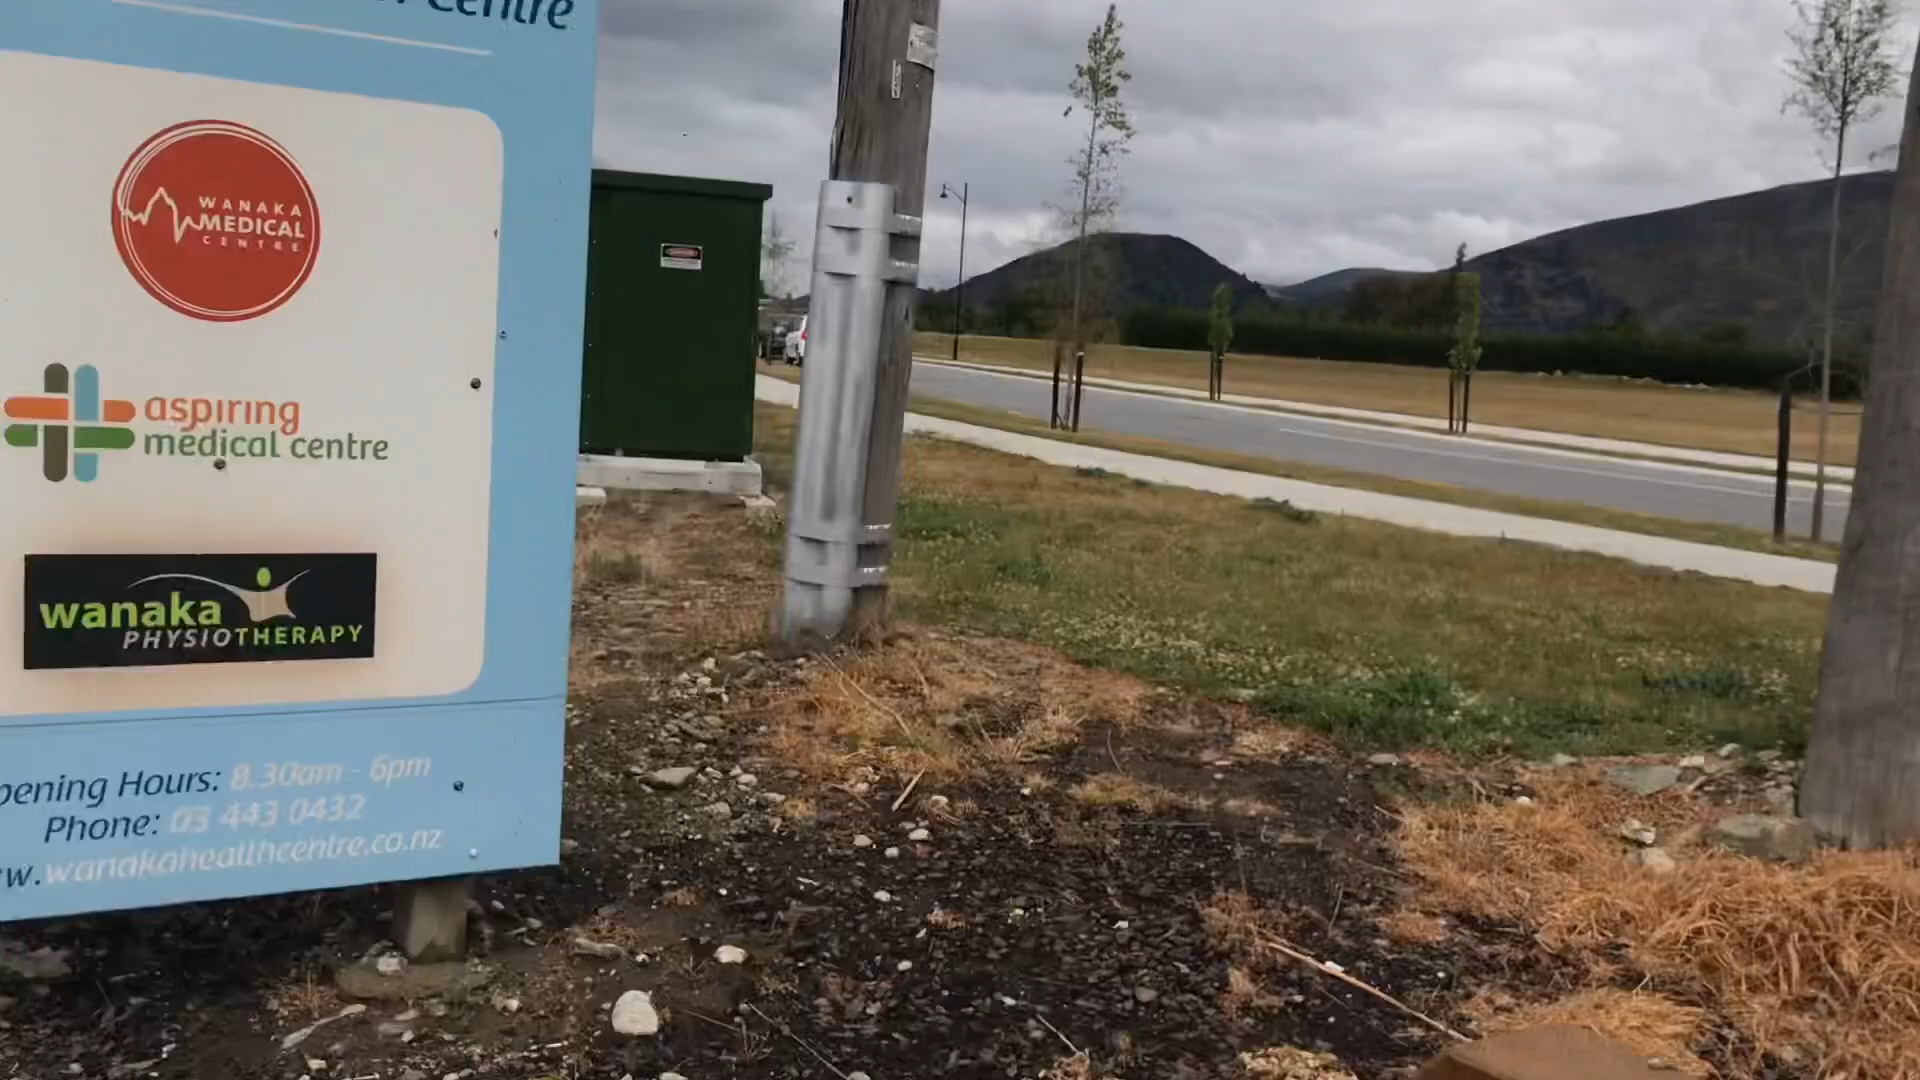 Centre
WANAKA
MEDICAL
CENTRE
aspiring
medical centre
wanaka
PHYSIOTHERAPY
pening Hours: 8.30am - 6pm
Phone: 03 443 0432
w.wanakahealthcentre.co.nz